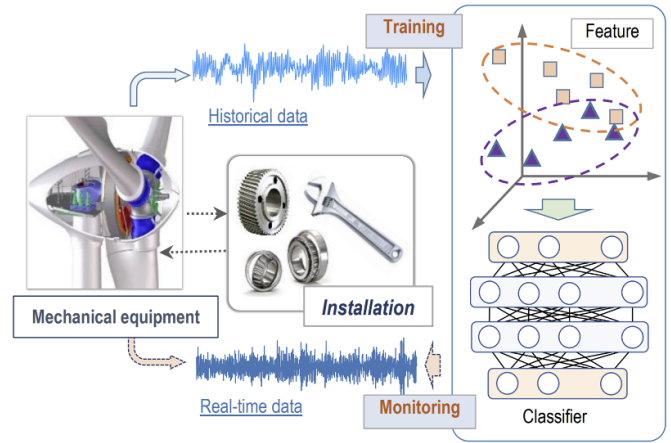 Training
Feature
Historical data
Installation
Mechanical equipment
Real-time data
Monitoring
Classifier